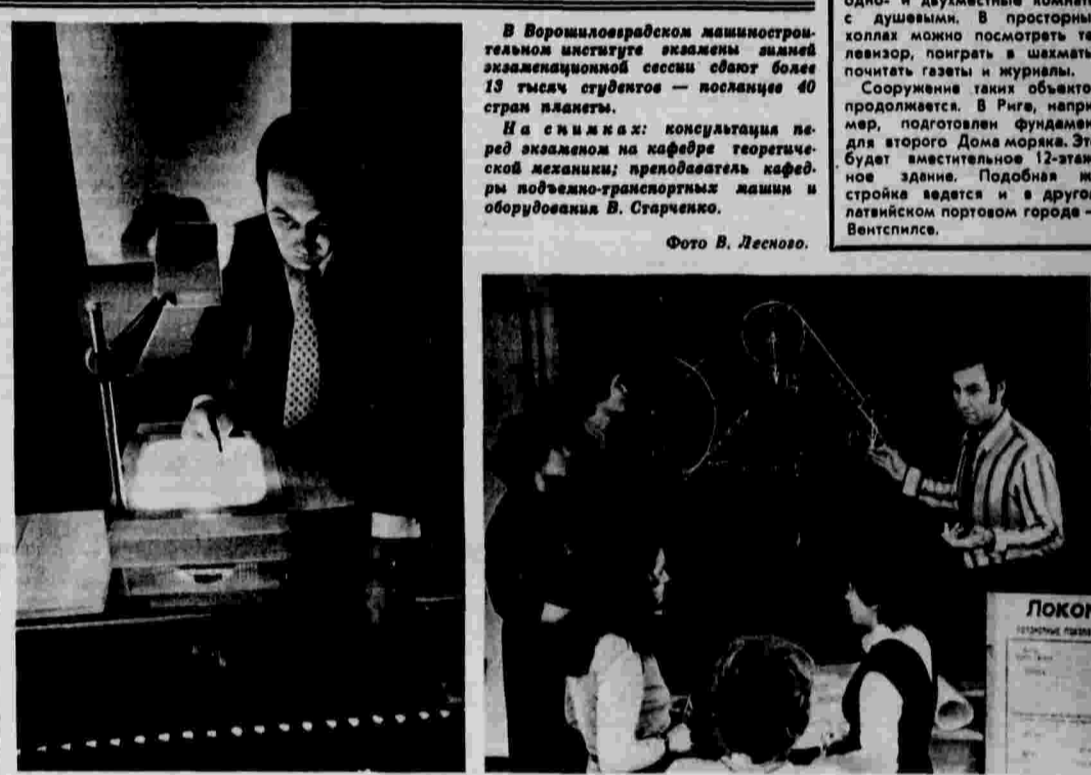 В Ворошиловградском машинострои-
тельном институте экзамены зимней
экзаменационной сессии сдают более
13 тысяч студентов — посланцев 40
стран планеты.
На снимках: консультация пе-
ред экзаменом на кафедре теоретиче-
ской механики; преподаватель кафед-
ры подъемно-транспортных машин и
оборудования В. Старченко.
Фото В. Лесного.
одно- и двухместные
с душевыми. В просторны
холлах можно посмотреть те
левизор, поиграть в шахматы
почитать газеты и журналы.
Сооружение таких объекто
продолжается. В Риге, напри
мер, подготовлен фундамен
для второго Дома моряка. Эт
будет вместительное 12-этаж
ное здание. Подобная ж
стройка ведется и в друго
латвийском портовом городе —
Вентспилсе.
Локо